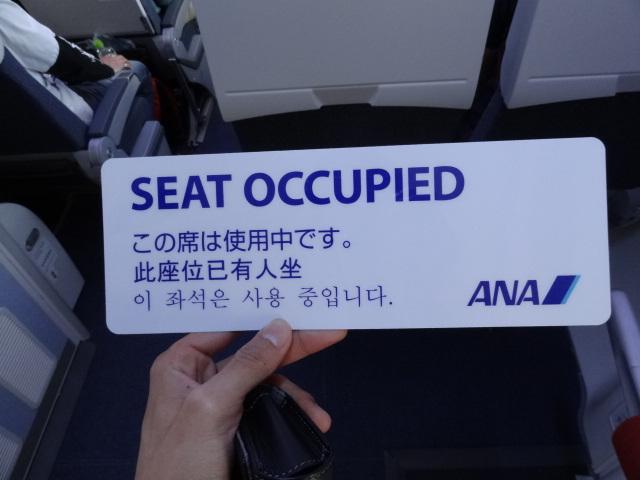 SEAT OCCUPIED
この席は使用中です。
此座位已有人坐
이 좌석은 사용 중입니다.
ANA